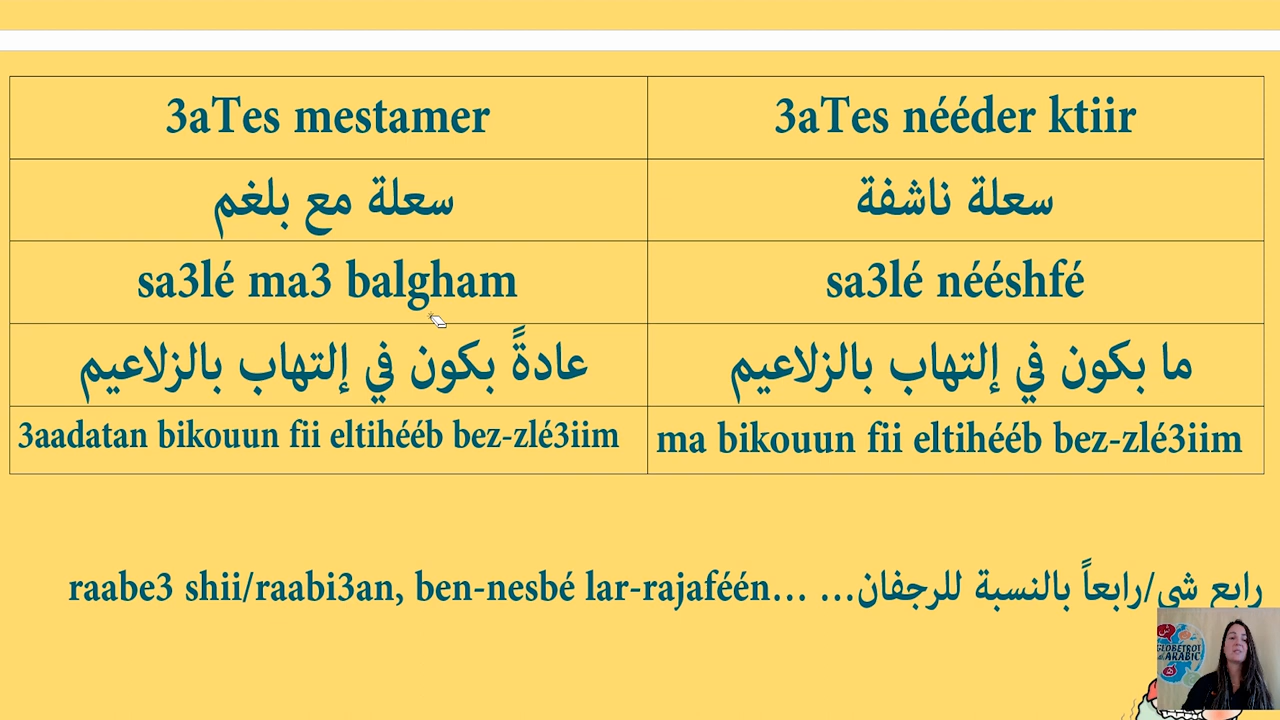 3aTes mestamer
3aTes nééder ktiir
سعلة مع بلغم
سعلة ناشفة
sa3lé ma3 balgham
sa3lé nééshfé
عادةً بكون في إلتهاب بالزلاعيم
ما بكون في إلتهاب بالزلاعيم
3aadatan bikouun fii eltihééb bez-zlé3iim
ma bikouun fii eltihééb bez-zlé3iim
raabe3 shii/raabi3an, ben-nesbé lar-rajaféén... رابع شي/رابعاً بالنسبة للرجفان...
GLOBETROT
ARABIC